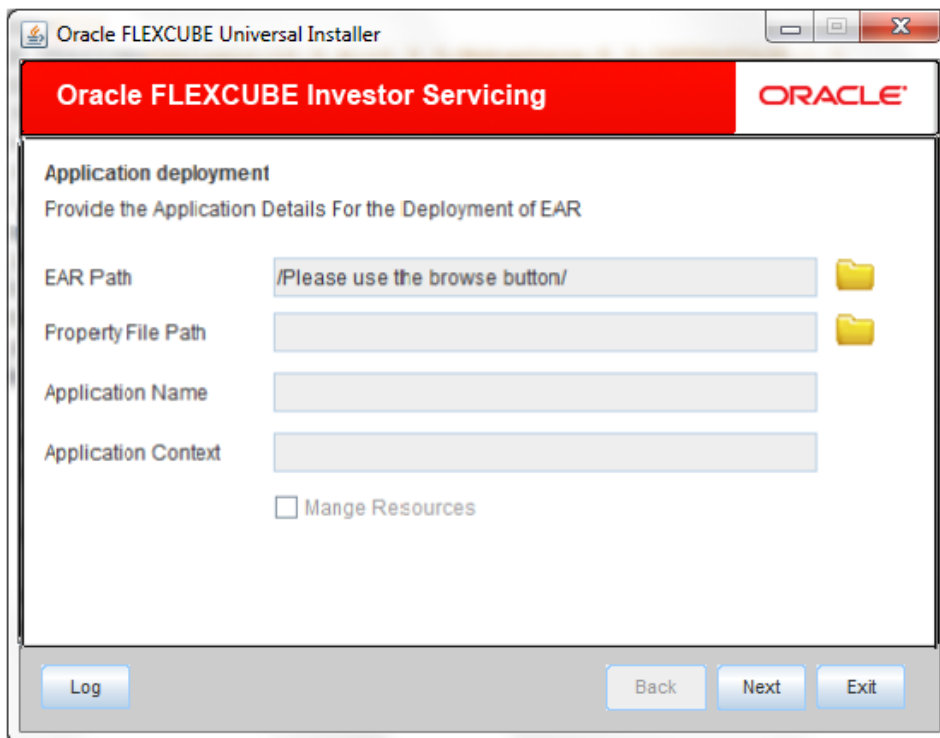 Oracle FLEXCUBE Universal Installer
Oracle FLEXCUBE Investor Servicing
ORACLE
Application deployment
Provide the Application Details For the Deployment of EAR
EAR Path
/Please use the browse button/
Property File Path
Application Name
Application Context
Mange Resources
Log
Back
Next
Exit